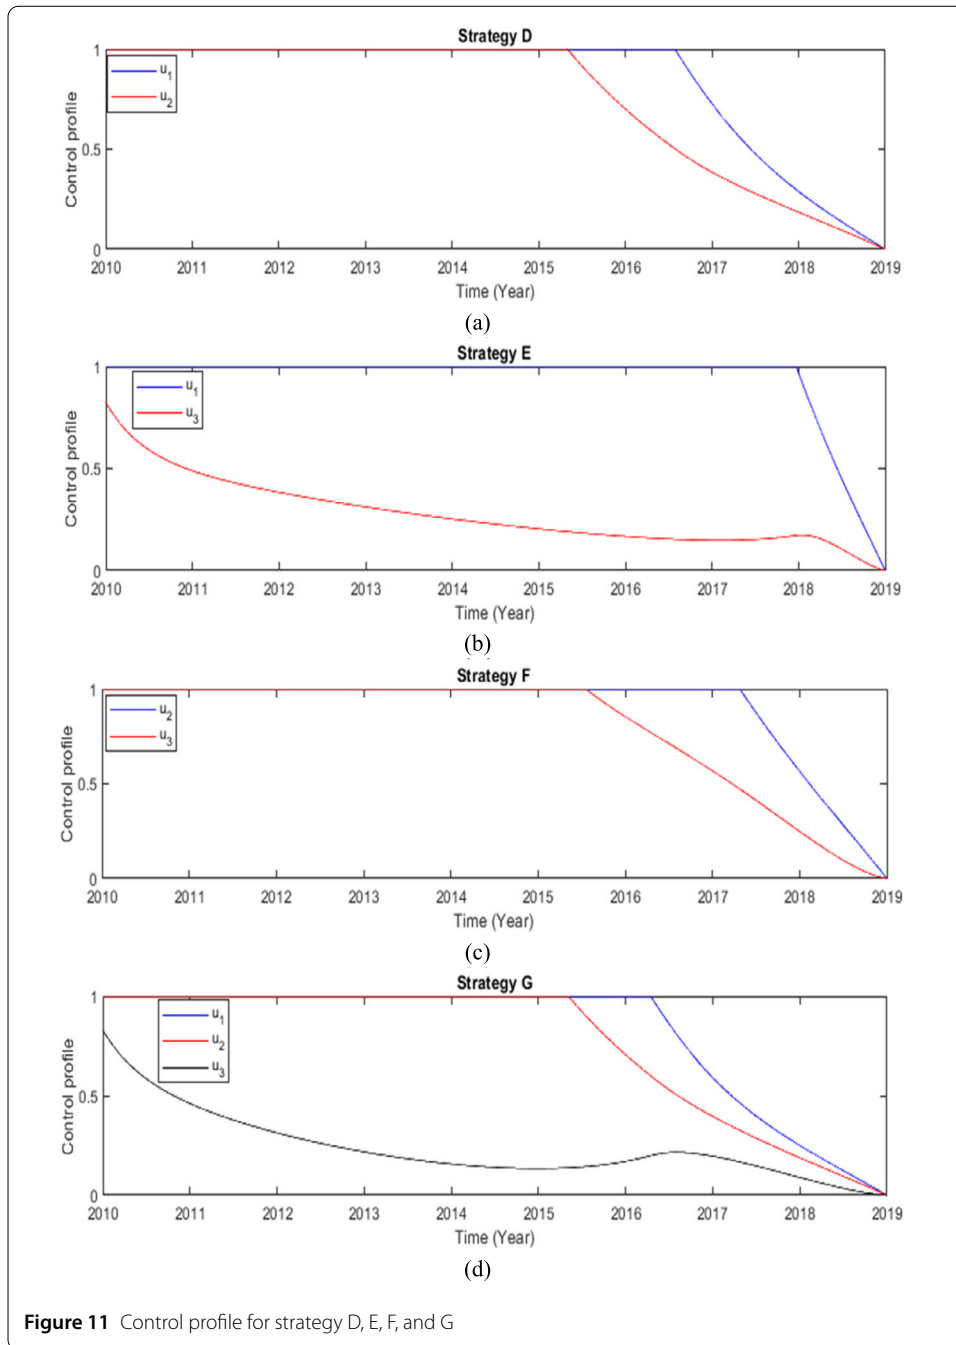 Strategy D
1
0.5
0
Control profile
u1
u2
2010 2011 2012 2013 2014 2015 2016 2017 2018 2019
Time (Year)
(a)
Strategy E
1
0.5
0
Control profile
u1
u3
2010 2011 2012 2013 2014 2015 2016 2017 2018 2019
Time (Year)
(b)
Strategy F
1
0.5
0
Control profile
u2
u3
2010 2011 2012 2013 2014 2015 2016 2017 2018 2019
Time (Year)
(c)
Strategy G
1
0.5
0
Control profile
u1
u2
u3
2010 2011 2012 2013 2014 2015 2016 2017 2018 2019
Time (Year)
(d)
Figure 11 Control profile for strategy D, E, F, and G